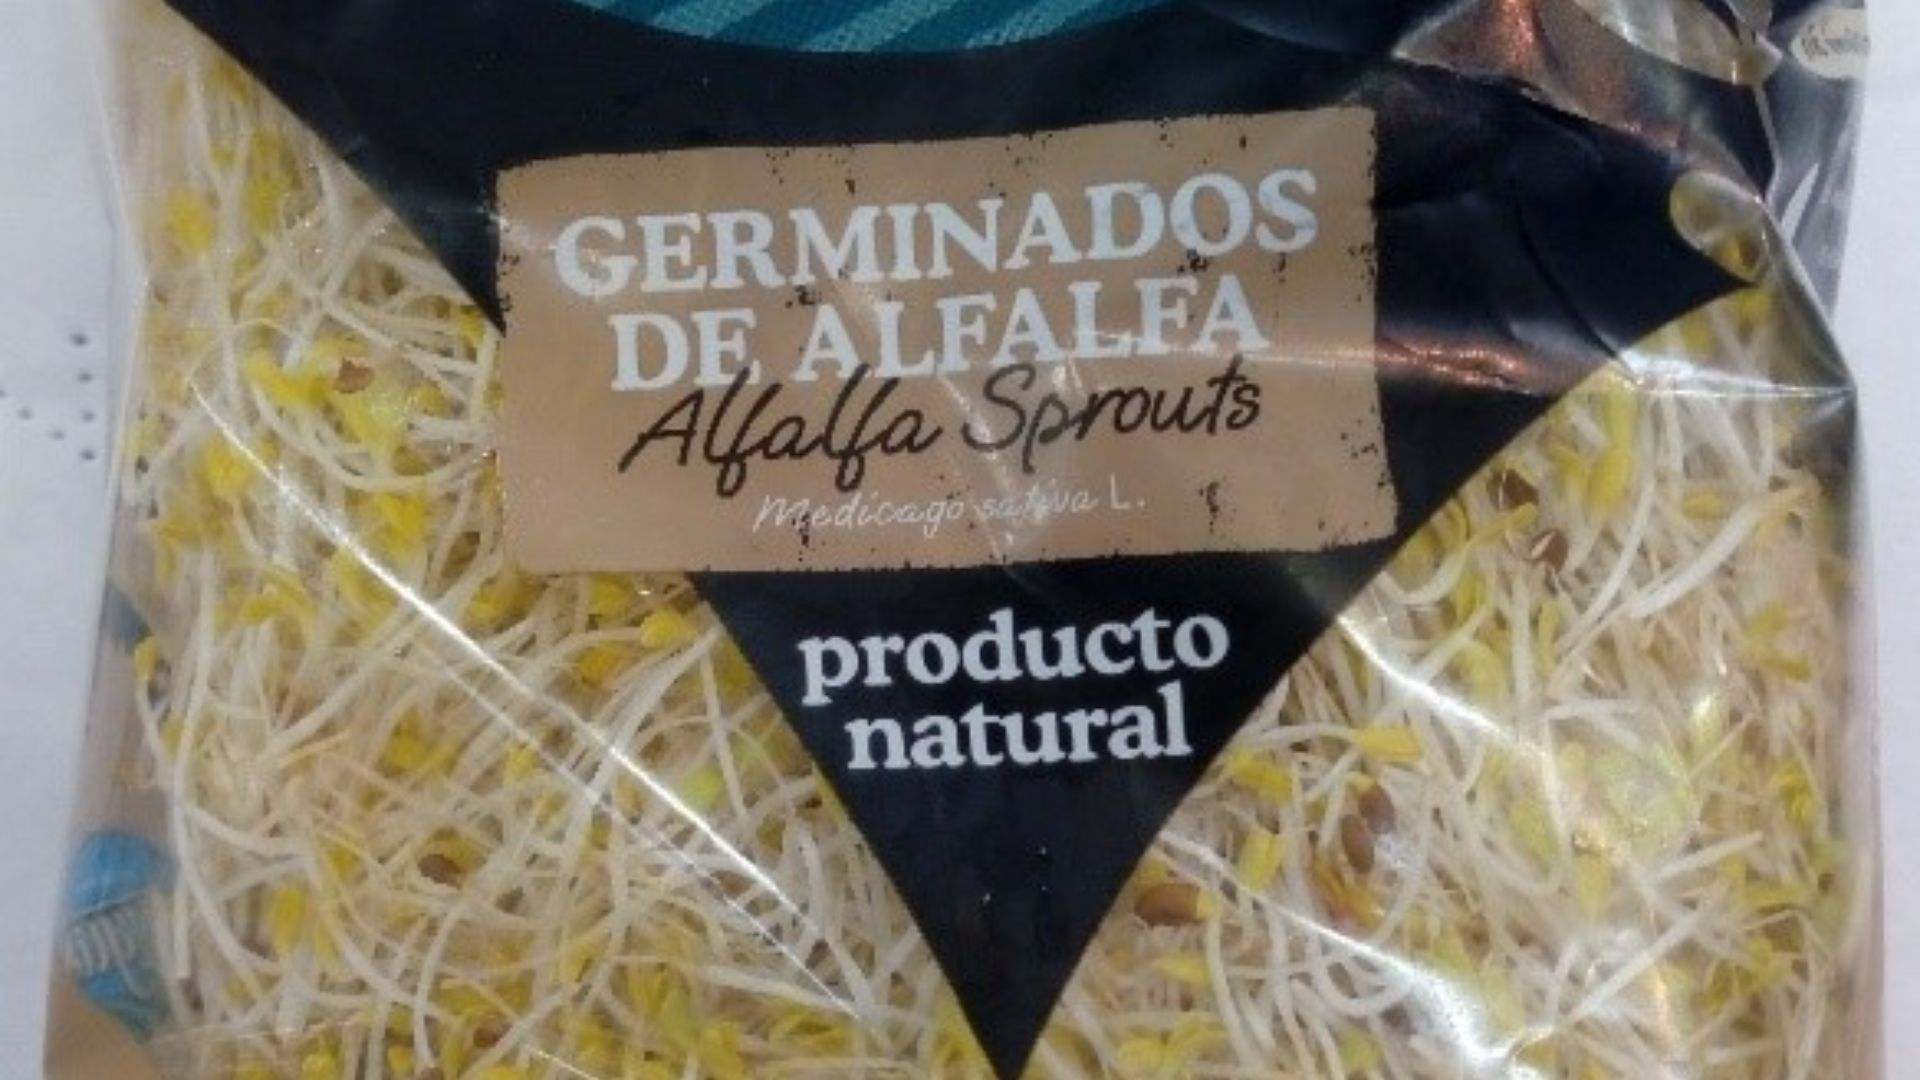 GERMINADOS
DE ALFALFA
Alfalfa Sprouts
Medicago sativa L.
producto
natural